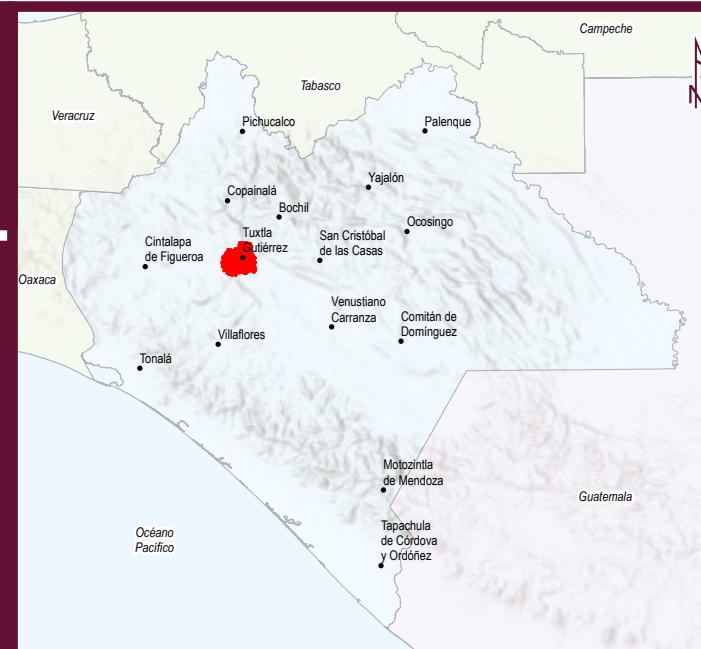 Campeche
N
Tabasco
Veracruz
Pichucalco
Palenque
Yajalón
Copainalá
Bochil
Ocosingo
Tuxtla
Gutiérrez
San Cristóbal
de las Casas
Cintalapa
de Figueroa
Oaxaca
Venustiano
Carranza
Comitán de
Domínguez
Villaflores
Tonalá
Motozintla
de Mendoza
Guatemala
Océano
Pacífico
Tapachula
de Córdova
y Ordóñez